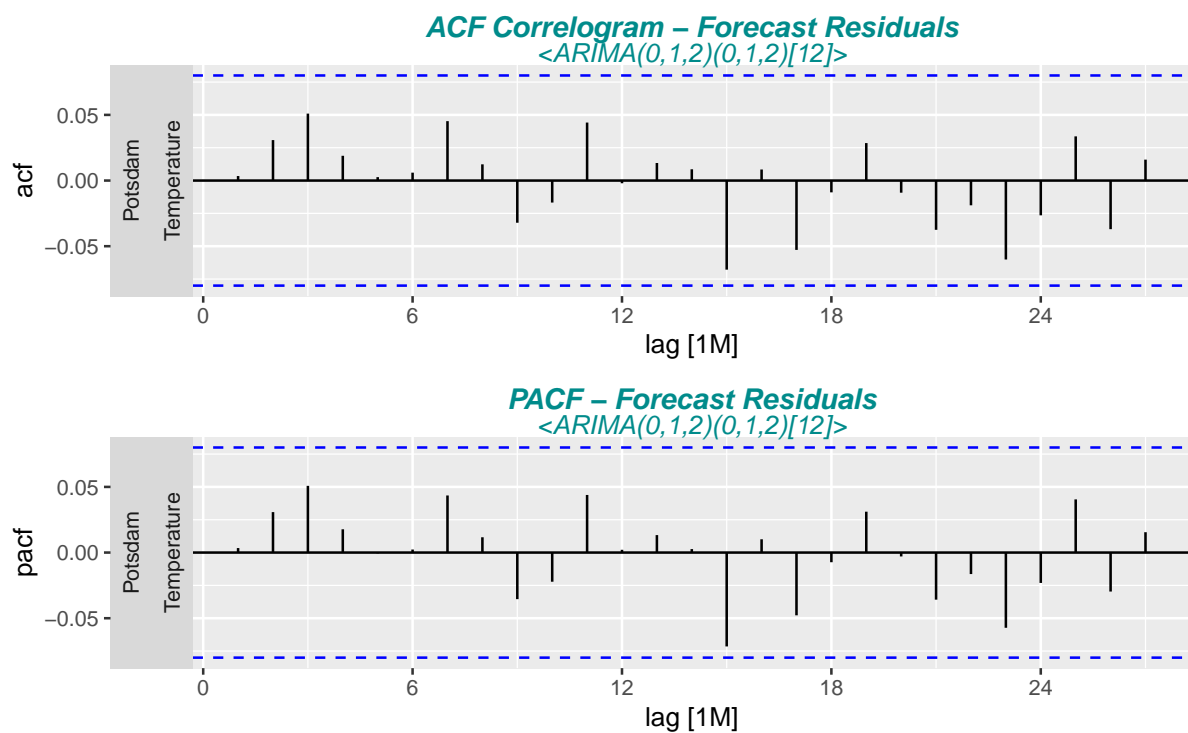 ACF Correlogram – Forecast Residuals
<ARIMA(0,1,2)(0,1,2)[12]>
Potsdam
Temperature
acf
0.05
0.00
−0.05
0 6 12 18 24
lag [1M]
PACF – Forecast Residuals
<ARIMA(0,1,2)(0,1,2)[12]>
Potsdam
Temperature
pacf
0.05
0.00
−0.05
0 6 12 18 24
lag [1M]